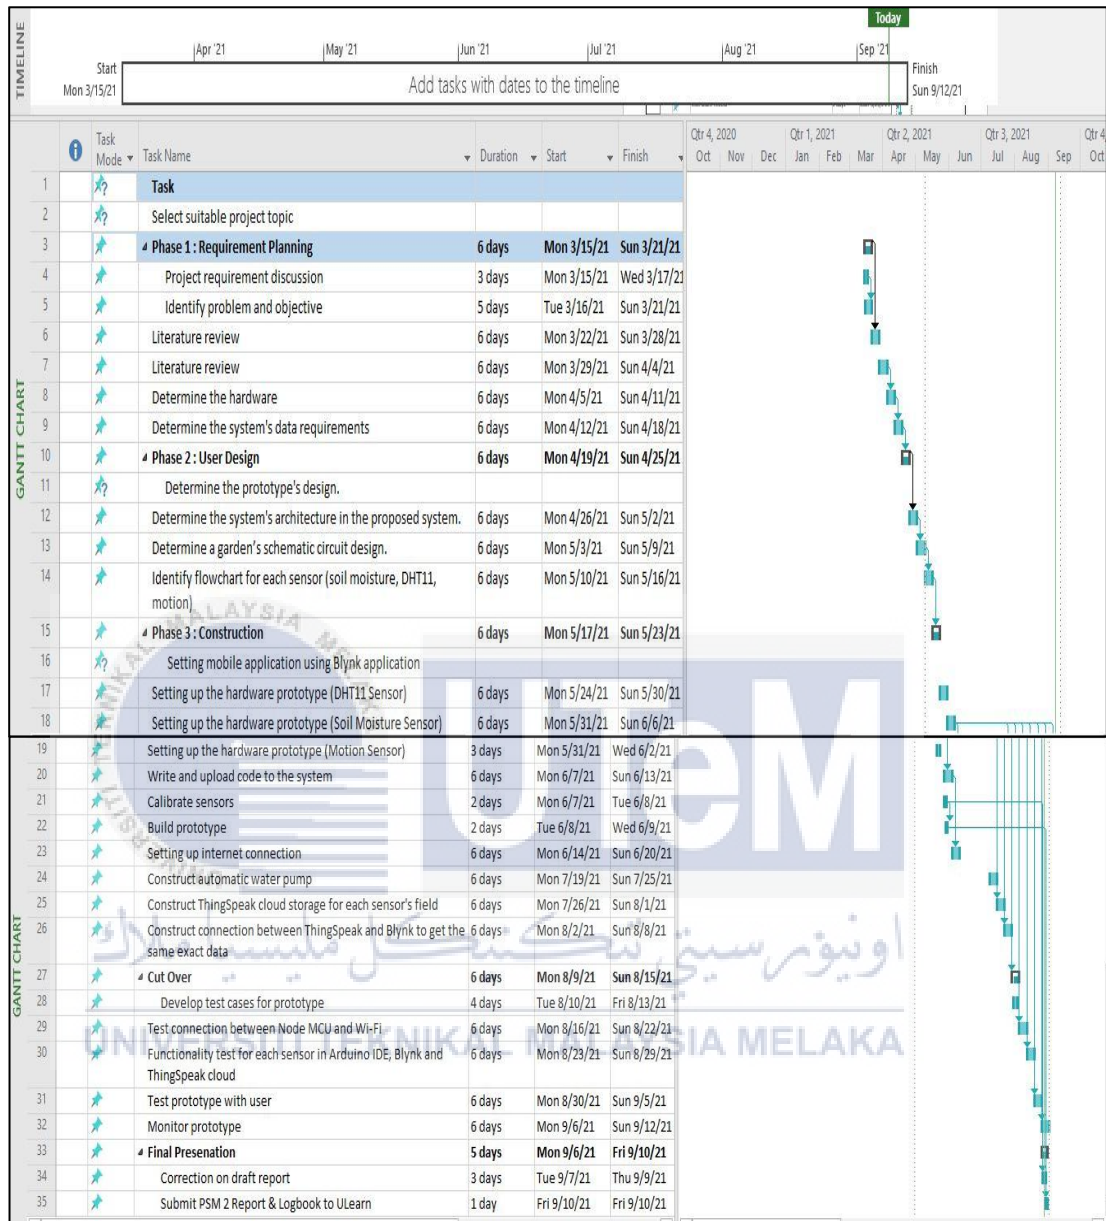 TIMELINE
Today
Apr '21 May '21 Jun '21 Jul '21 Aug '21 Sep '21
Start
Mon 3/15/21
Add tasks with dates to the timeline
Finish
Sun 9/12/21
GANTT CHART
Task Mode Task Name Duration Start Finish
Qtr 4, 2020 Qtr 1, 2021 Qtr 2, 2021 Qtr 3, 2021 Qtr 4
Oct Nov Dec Jan Feb Mar Apr May Jun Jul Aug Sep Oct
1 Task
2 Select suitable project topic
3 Phase 1 : Requirement Planning 6 days Mon 3/15/21 Sun 3/21/21
4 Project requirement discussion 3 days Mon 3/15/21 Wed 3/17/21
5 Identify problem and objective 5 days Tue 3/16/21 Sun 3/21/21
6 Literature review 6 days Mon 3/22/21 Sun 3/28/21
7 Literature review 6 days Mon 3/29/21 Sun 4/4/21
8 Determine the hardware 6 days Mon 4/5/21 Sun 4/11/21
9 Determine the system's data requirements 6 days Mon 4/12/21 Sun 4/18/21
10 Phase 2 : User Design 6 days Mon 4/19/21 Sun 4/25/21
11 Determine the prototype's design.
12 Determine the system's architecture in the proposed system. 6 days Mon 4/26/21 Sun 5/2/21
13 Determine a garden's schematic circuit design. 6 days Mon 5/3/21 Sun 5/9/21
14 Identify flowchart for each sensor (soil moisture, DHT11, 6 days Mon 5/10/21 Sun 5/16/21
motion)
15 Phase 3 : Construction 6 days Mon 5/17/21 Sun 5/23/21
16 Setting mobile application using Blynk application
17 Setting up the hardware prototype (DHT11 Sensor) 6 days Mon 5/24/21 Sun 5/30/21
18 Setting up the hardware prototype (Soil Moisture Sensor) 6 days Mon 5/31/21 Sun 6/6/21
GANTT CHART
19 Setting up the hardware prototype (Motion Sensor) 3 days Mon 5/31/21 Wed 6/2/21
20 Write and upload code to the system 6 days Mon 6/7/21 Sun 6/13/21
21 Calibrate sensors 2 days Mon 6/7/21 Tue 6/8/21
22 Build prototype 2 days Tue 6/8/21 Wed 6/9/21
23 Setting up internet connection 6 days Mon 6/14/21 Sun 6/20/21
24 Construct automatic water pump 6 days Mon 7/19/21 Sun 7/25/21
25 Construct ThingSpeak cloud storage for each sensor's field 6 days Mon 7/26/21 Sun 8/1/21
26 Construct connection between ThingSpeak and Blynk to get the 6 days Mon 8/2/21 Sun 8/8/21
same exact data
27 Cut Over 6 days Mon 8/9/21 Sun 8/15/21
28 Develop test cases for prototype 4 days Tue 8/10/21 Fri 8/13/21
29 Test connection between Node MCU and Wi-Fi 6 days Mon 8/16/21 Sun 8/22/21
30 Functionality test for each sensor in Arduino IDE, Blynk and 6 days Mon 8/23/21 Sun 8/29/21
ThingSpeak cloud
31 Test prototype with user 6 days Mon 8/30/21 Sun 9/5/21
32 Monitor prototype 6 days Mon 9/6/21 Sun 9/12/21
33 Final Presenation 5 days Mon 9/6/21 Fri 9/10/21
34 Correction on draft report 3 days Tue 9/7/21 Thu 9/9/21
35 Submit PSM 2 Report & Logbook to ULearn 1 day Fri 9/10/21 Fri 9/10/21
UNIVERSITI TEKNIKAL MALAYSIA MELAKA
UTeM
اونيۏرسيتي تيكنيكل مليسيا ملاك
UNIVERSITI TEKNIKAL MALAYSIA MELAKA